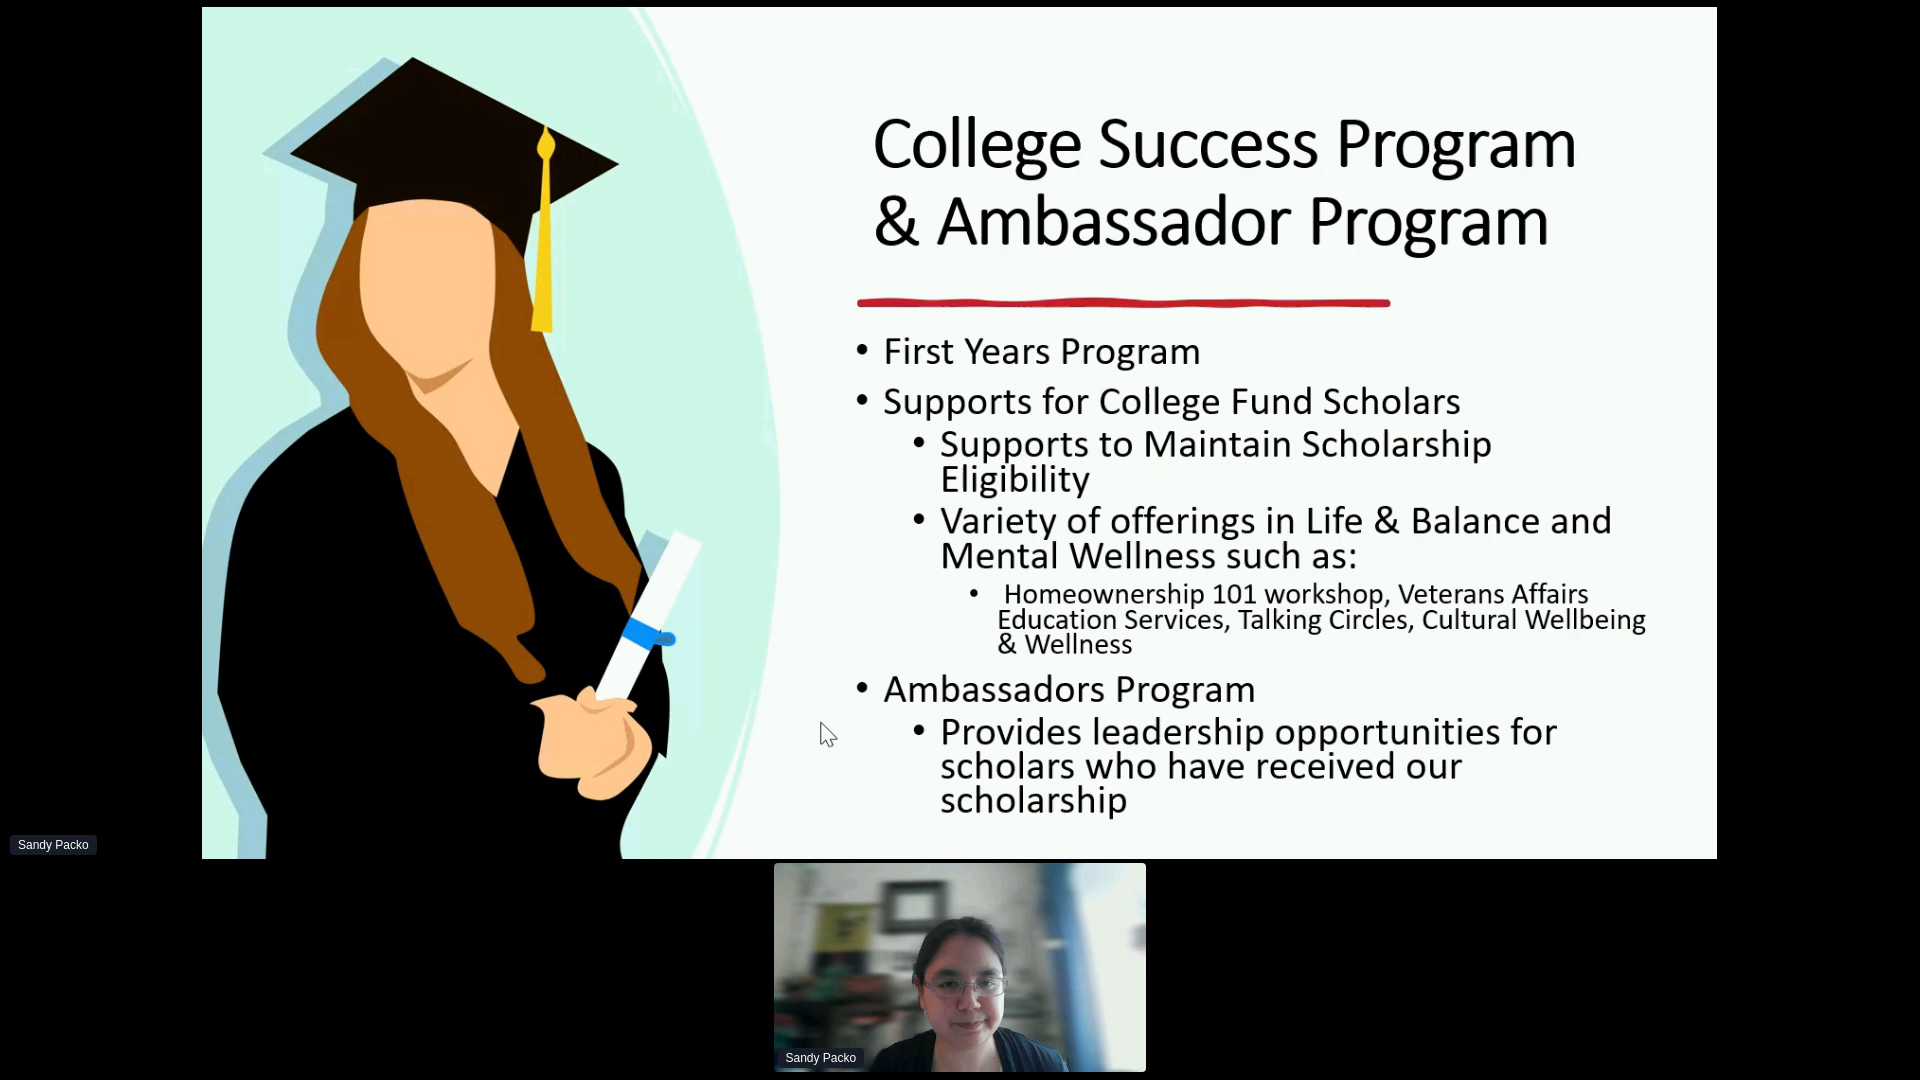 College Success Program
& Ambassador Program
• First Years Program
• Supports for College Fund Scholars
• Supports to Maintain Scholarship
Eligibility
• Variety of offerings in Life & Balance and
Mental Wellness such as:
• Homeownership 101 workshop, Veterans Affairs
Education Services, Talking Circles, Cultural Wellbeing
& Wellness
• Ambassadors Program
• Provides leadership opportunities for
scholars who have received our
scholarship
Sandy Packo
Sandy Packo